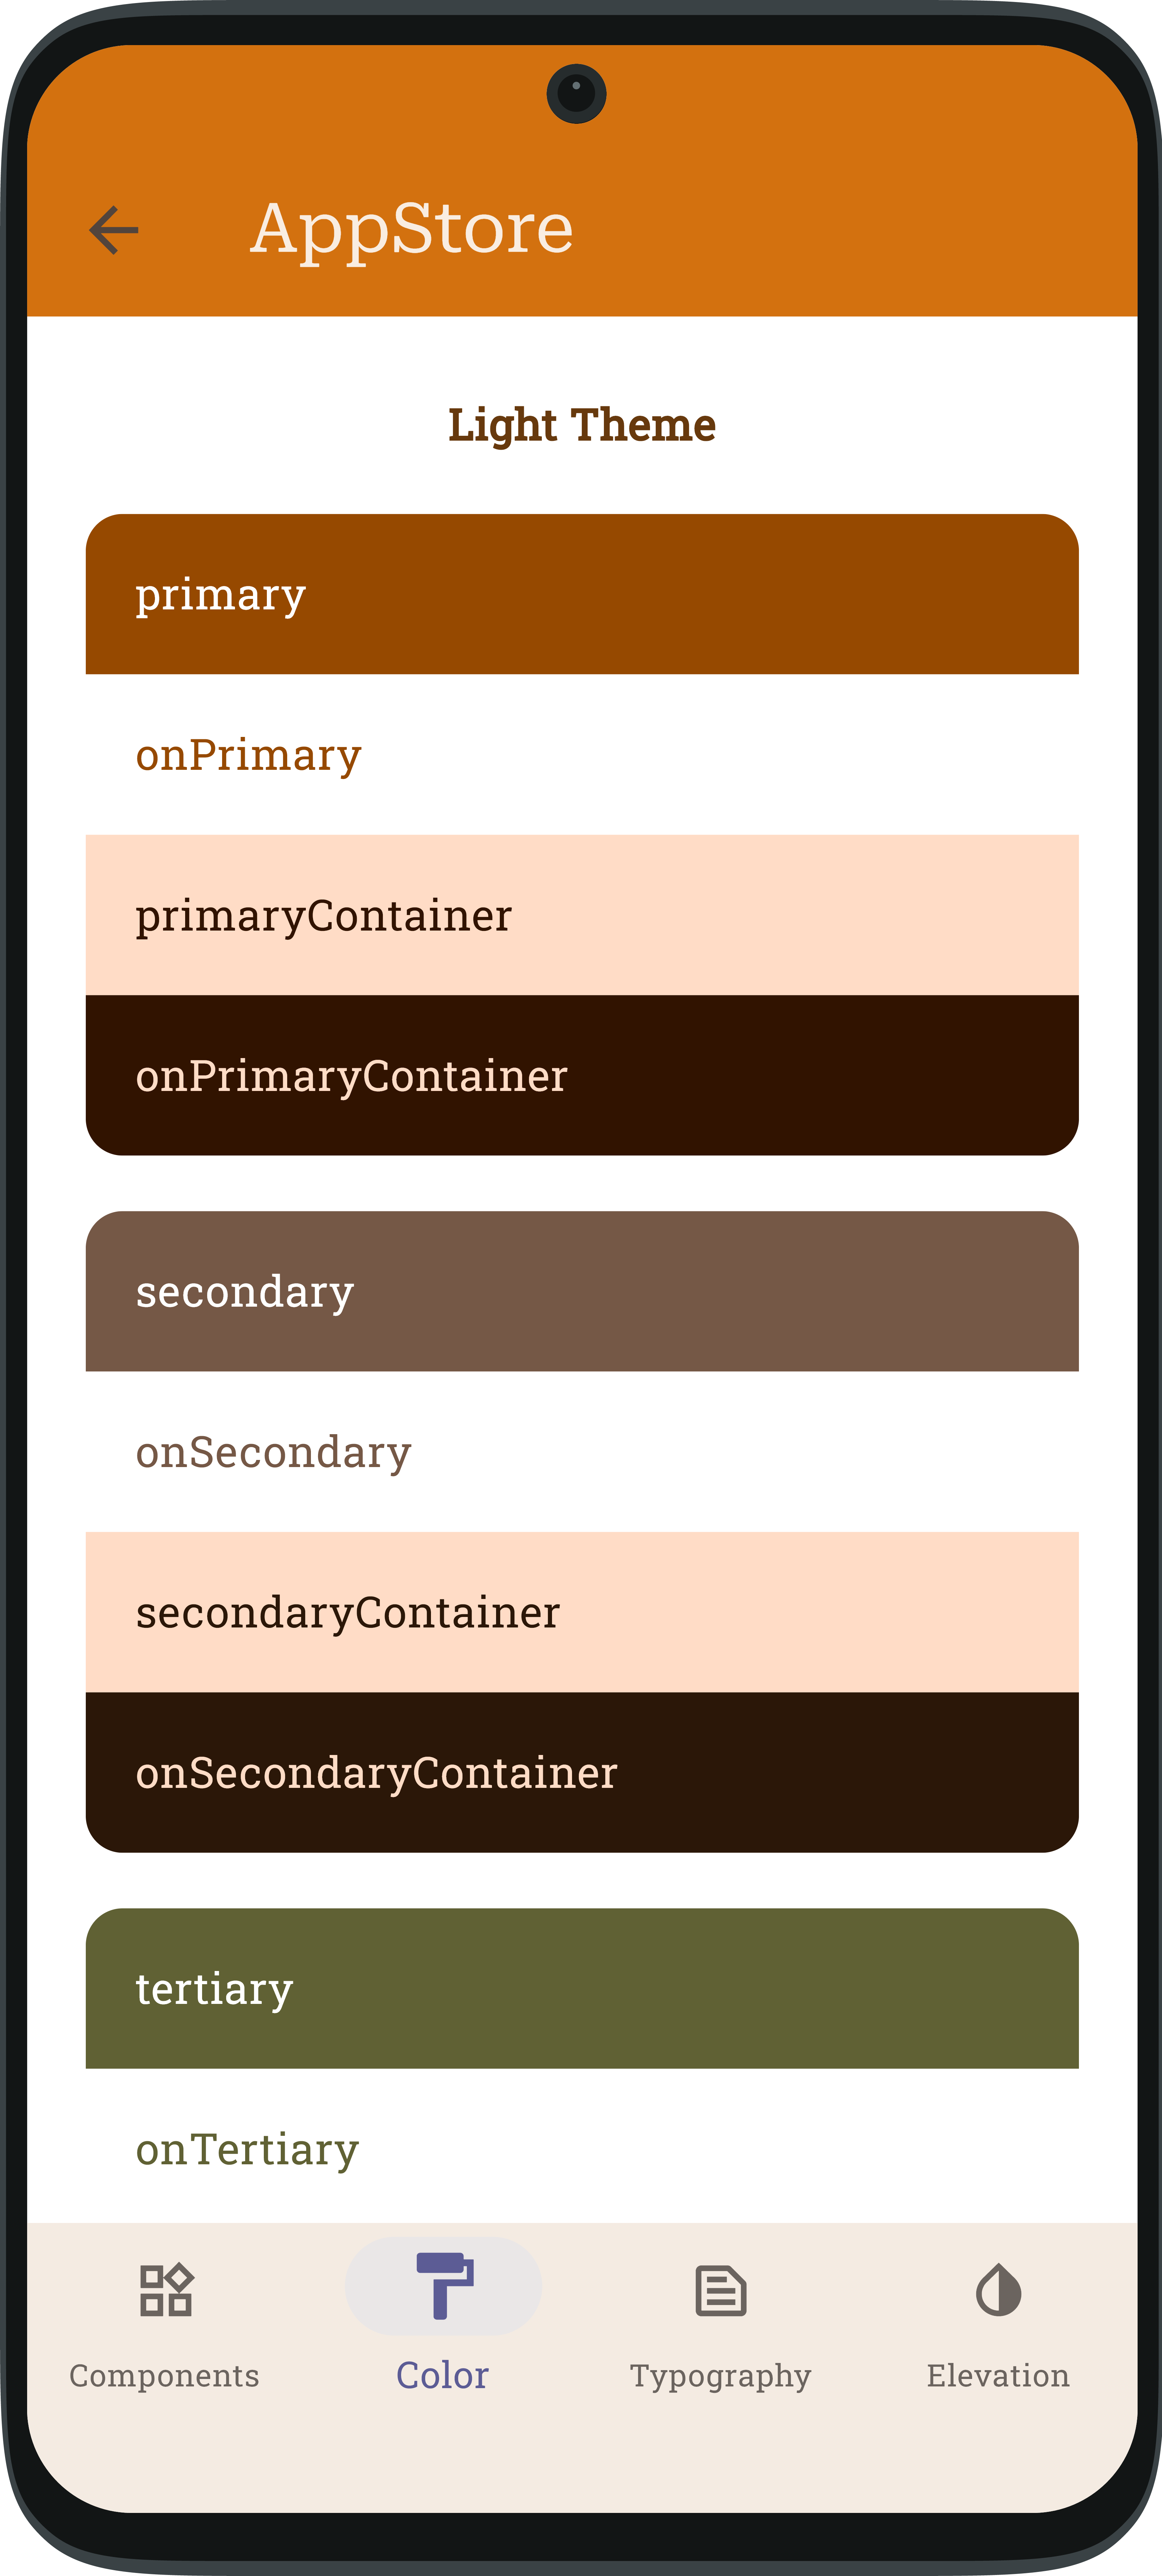 AppStore
Light Theme
primary
onPrimary
primaryContainer
onPrimaryContainer
secondary
onSecondary
secondaryContainer
onSecondaryContainer
tertiary
onTertiary
Components
Color
Typography
Elevation